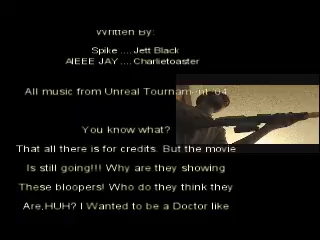 Written By:
Spike .... Jett Black
AIEEE JAY .... Charlietoaster
All music from Unreal Tournament '04
You know what?
That all there is for credits. But the movie
Is still going!!! Why are they showing
These bloopers! Who do they think they
Are,HUH? I Wanted to be a Doctor like